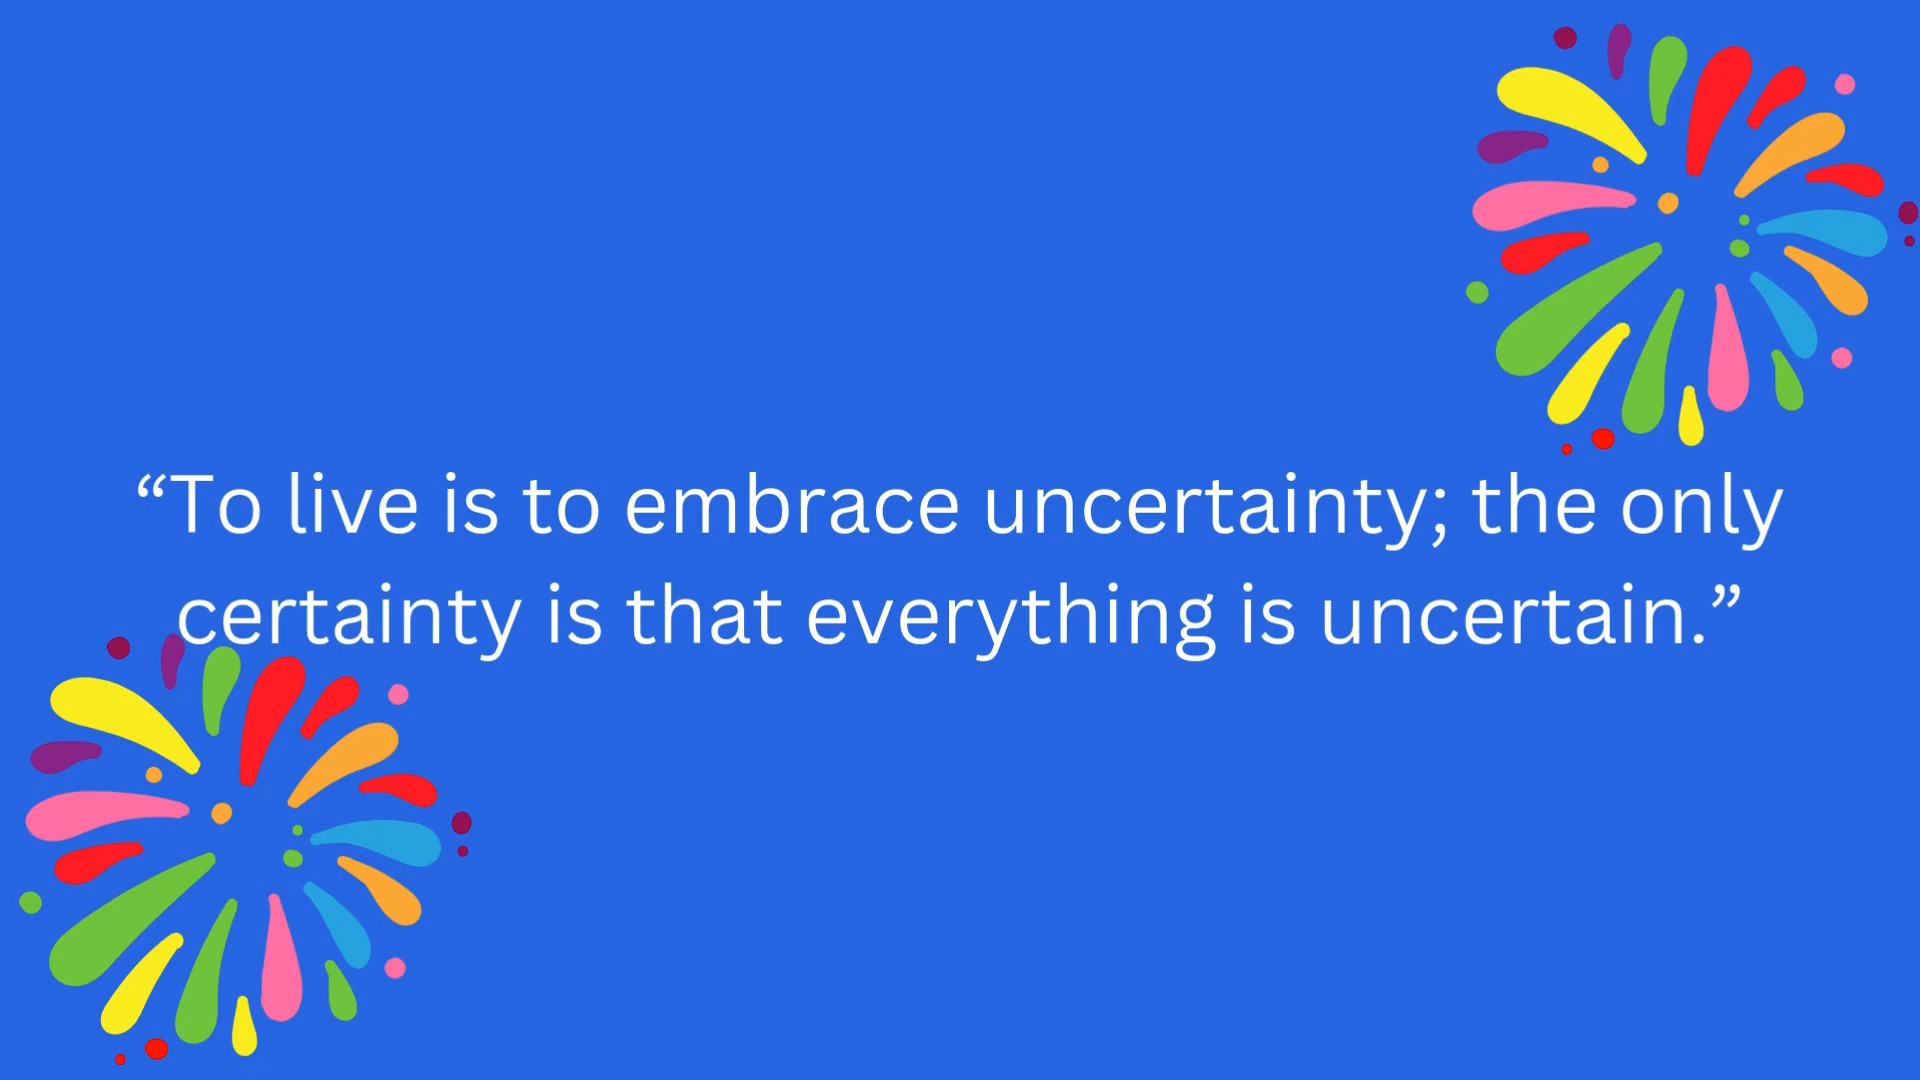 “To live is to embrace uncertainty; the only
certainty is that everything is uncertain.”